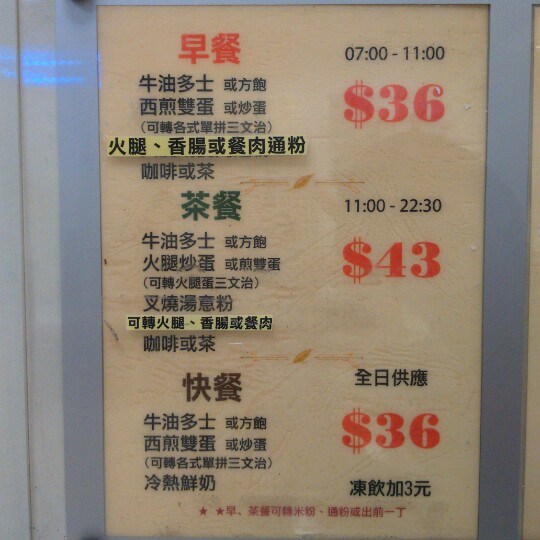 早餐 07:00 - 11:00
牛油多士 或方飽
西煎雙蛋 或炒蛋 $36
(可轉各式單拼三文治)
火腿、香腸或餐肉通粉
咖啡或茶
茶餐 11:00 - 22:30
牛油多士 或方飽
火腿炒蛋 或煎雙蛋 $43
(可轉火腿蛋三文治)
叉燒湯意粉
可轉火腿、香腸或餐肉
咖啡或茶
快餐 全日供應
牛油多士 或方飽
西煎雙蛋 或炒蛋 $36
(可轉各式單拼三文治)
冷熱鮮奶 凍飲加3元
★ ★早、茶餐可轉米粉、通粉或出前一丁